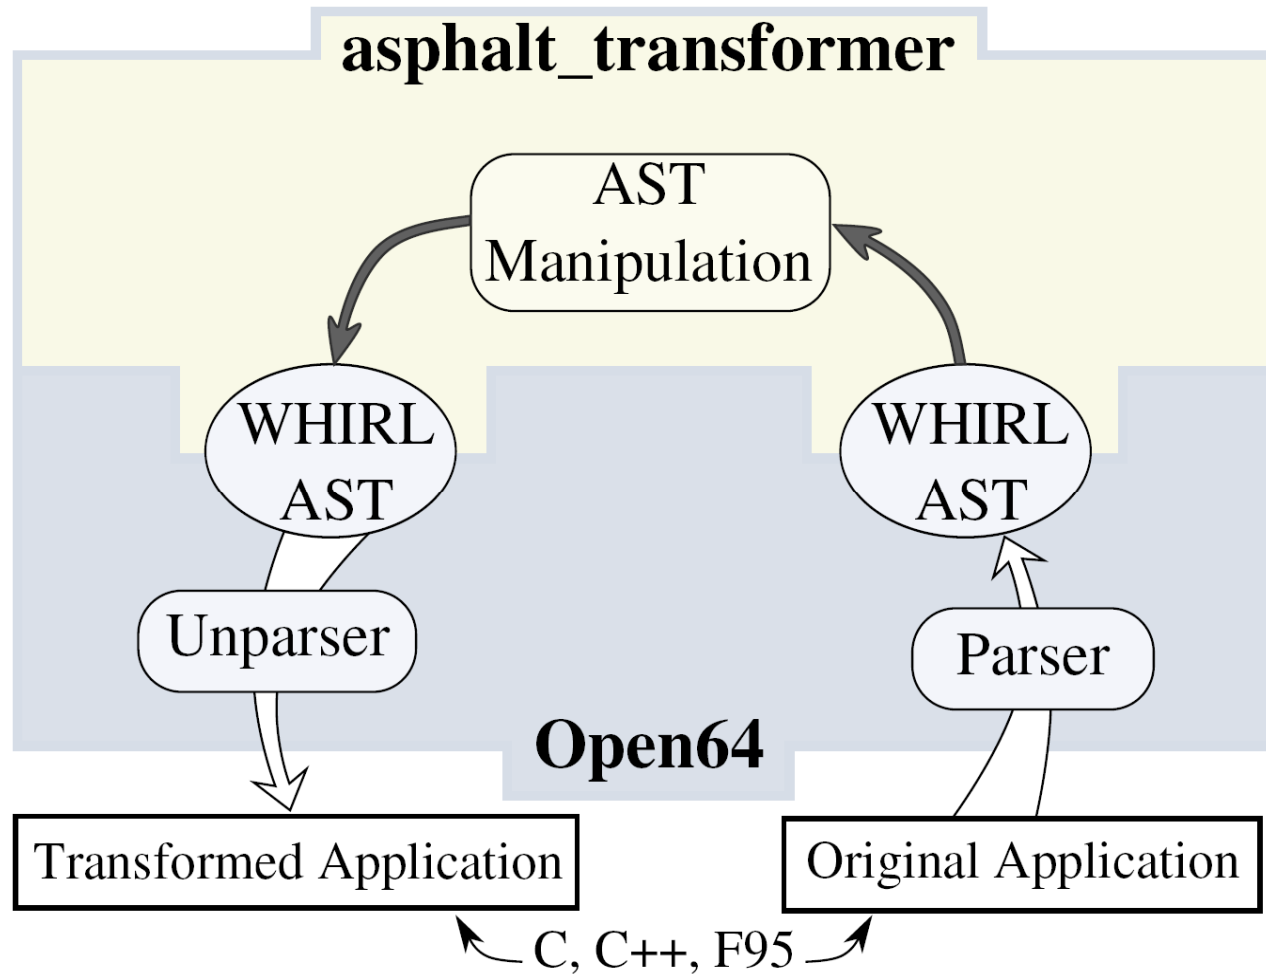 asphalt_transformer
AST
Manipulation
WHIRL
AST
WHIRL
AST
Unparser
Parser
Open64
Transformed Application
Original Application
C, C++, F95